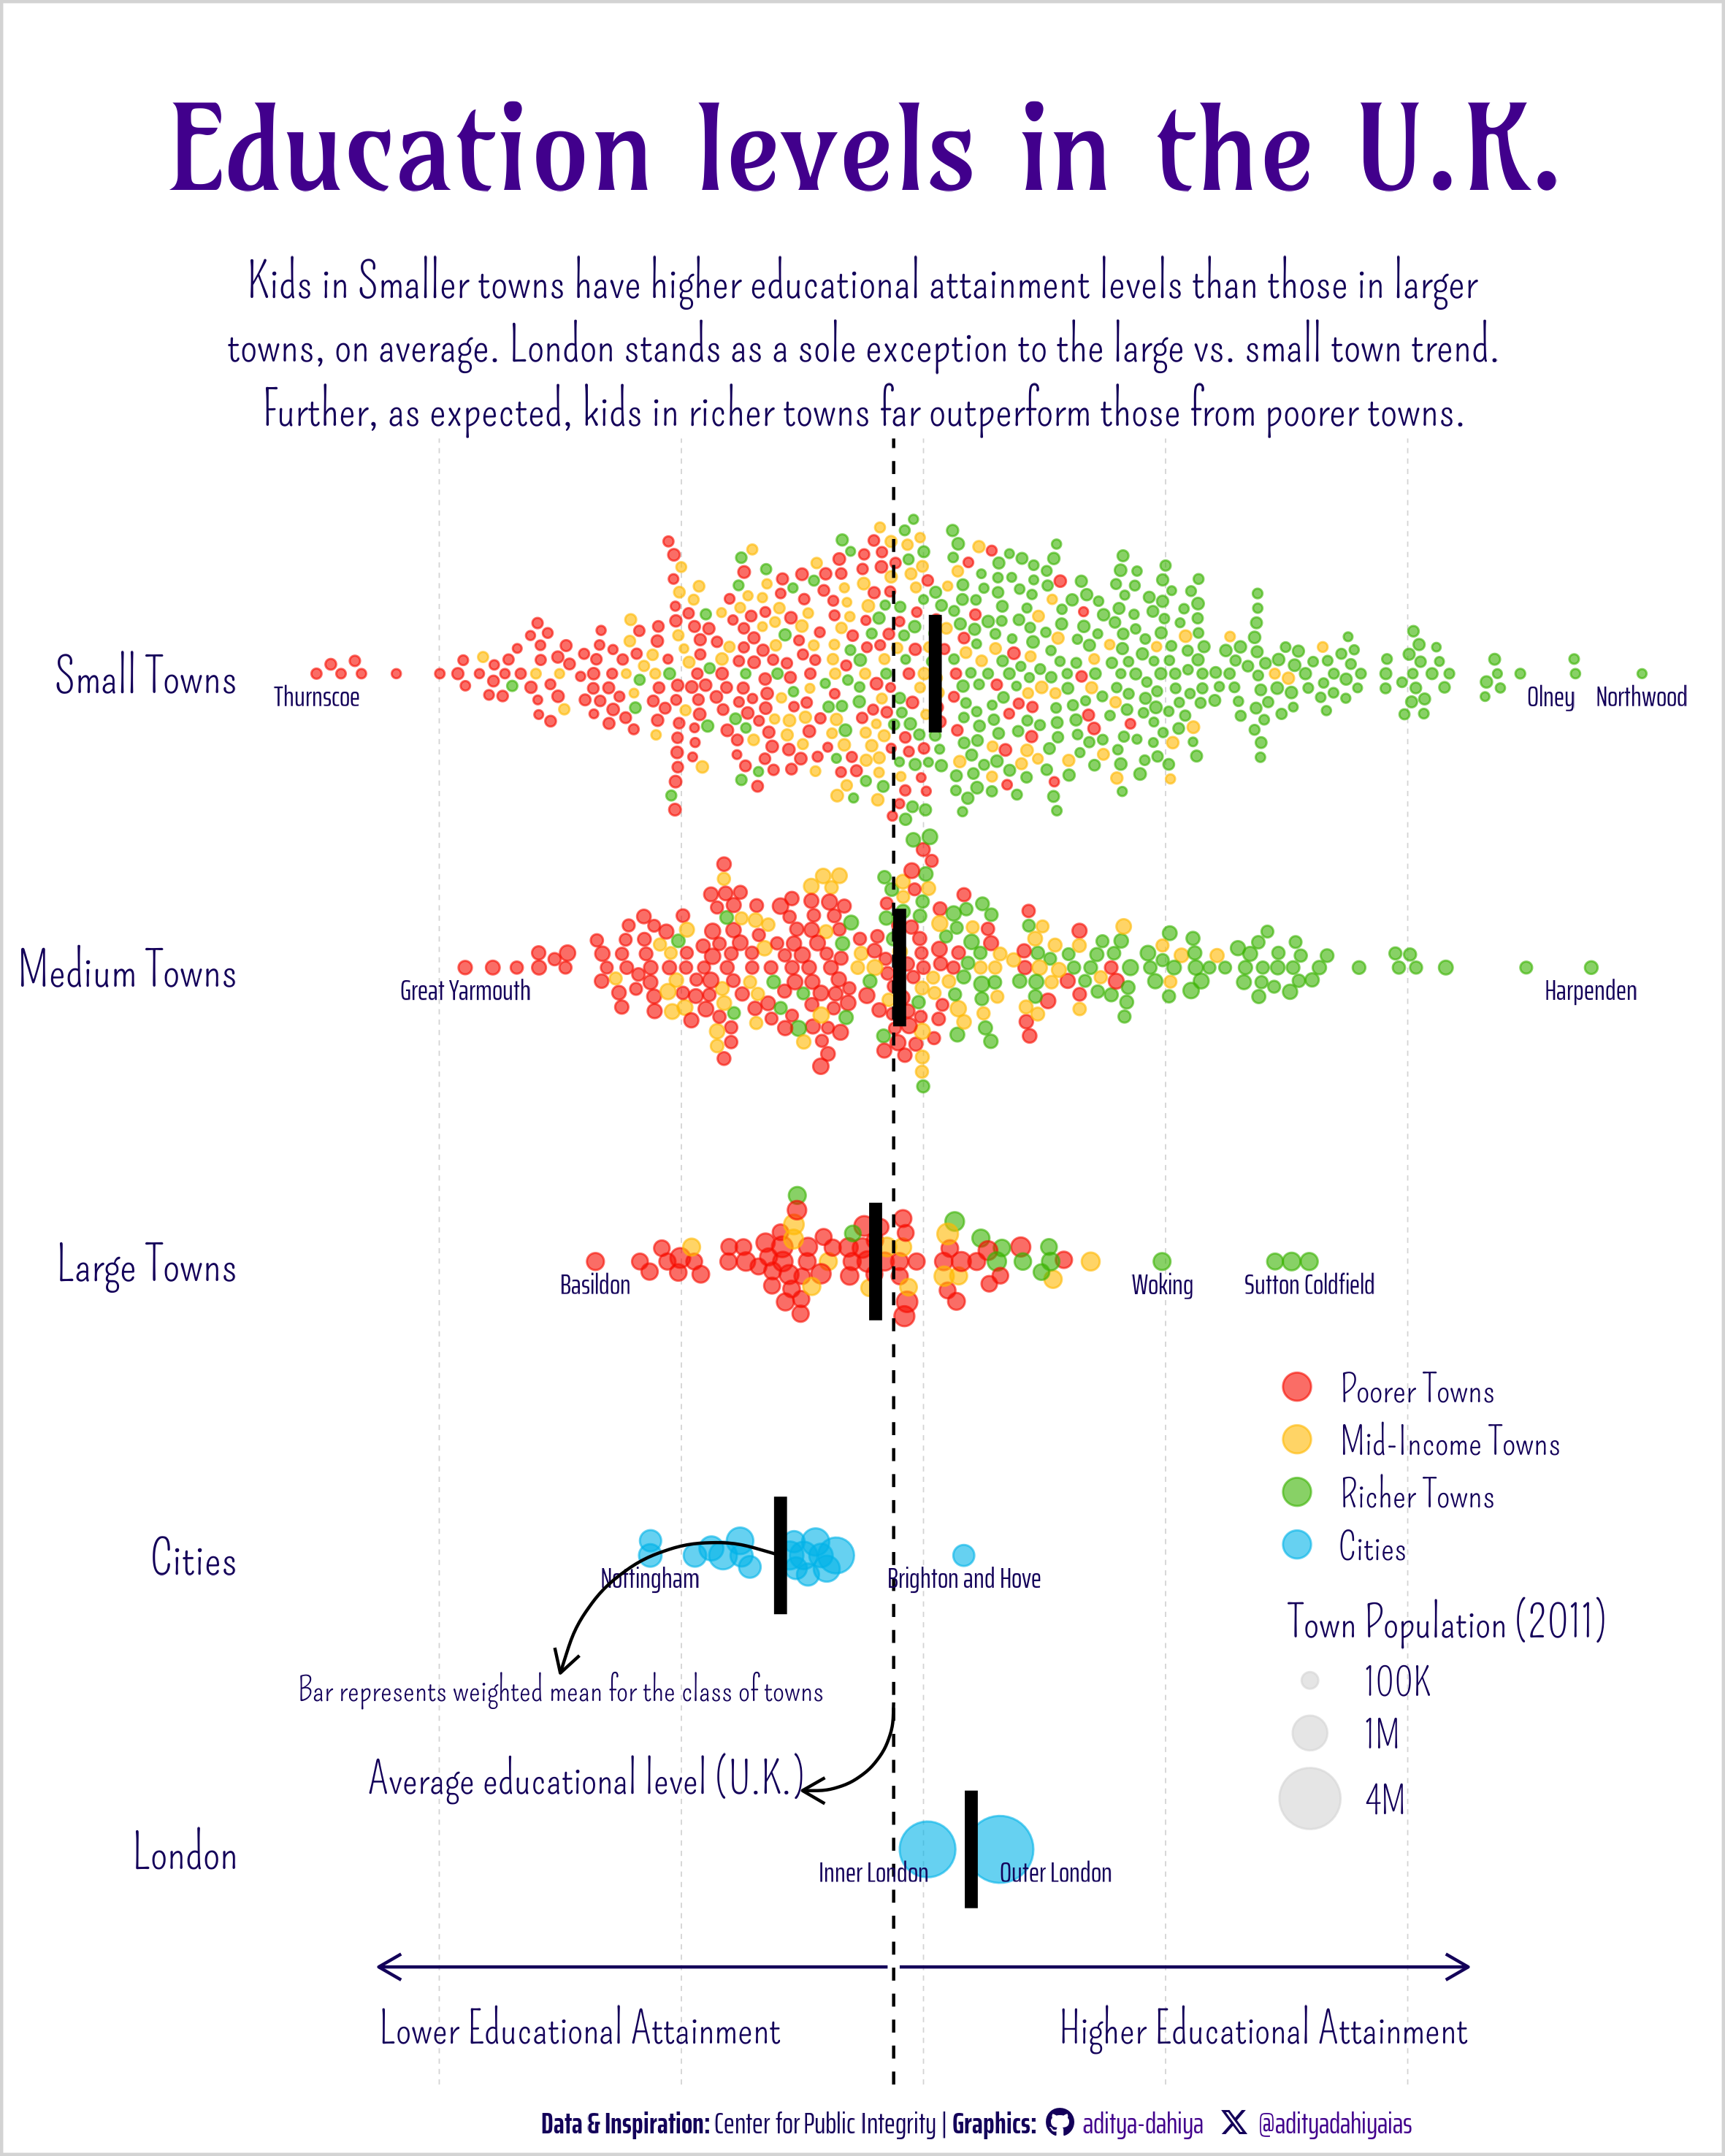 Education levels in the U.K.
Kids in Smaller towns have higher educational attainment levels than those in larger
towns, on average. London stands as a sole exception to the large vs. small town trend.
Further, as expected, kids in richer towns far outperform those from poorer towns.
Small Towns
Thurnscoe
Olney
Northwood
Medium Towns
Great Yarmouth
Harpenden
Large Towns
Basildon
Woking
Sutton Coldfield
Poorer Towns
Mid-Income Towns
Richer Towns
Cities
Cities
Nottingham
Brighton and Hove
Town Population (2011)
100K
1M
4M
Bar represents weighted mean for the class of towns
Average educational level (U.K.)
London
Inner London
Outer London
Lower Educational Attainment
Higher Educational Attainment
Data & Inspiration: Center for Public Integrity | Graphics: aditya-dahiya @adityadahiyaias